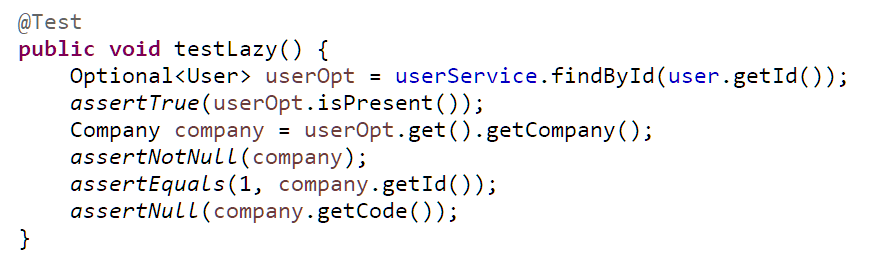 @Test
public void testLazy() {
    Optional<User> userOpt = userService.findById(user.getId());
    assertTrue(userOpt.isPresent());
    Company company = userOpt.get().getCompany();
    assertNotNull(company);
    assertEquals(1, company.getId());
    assertNull(company.getCode());
}